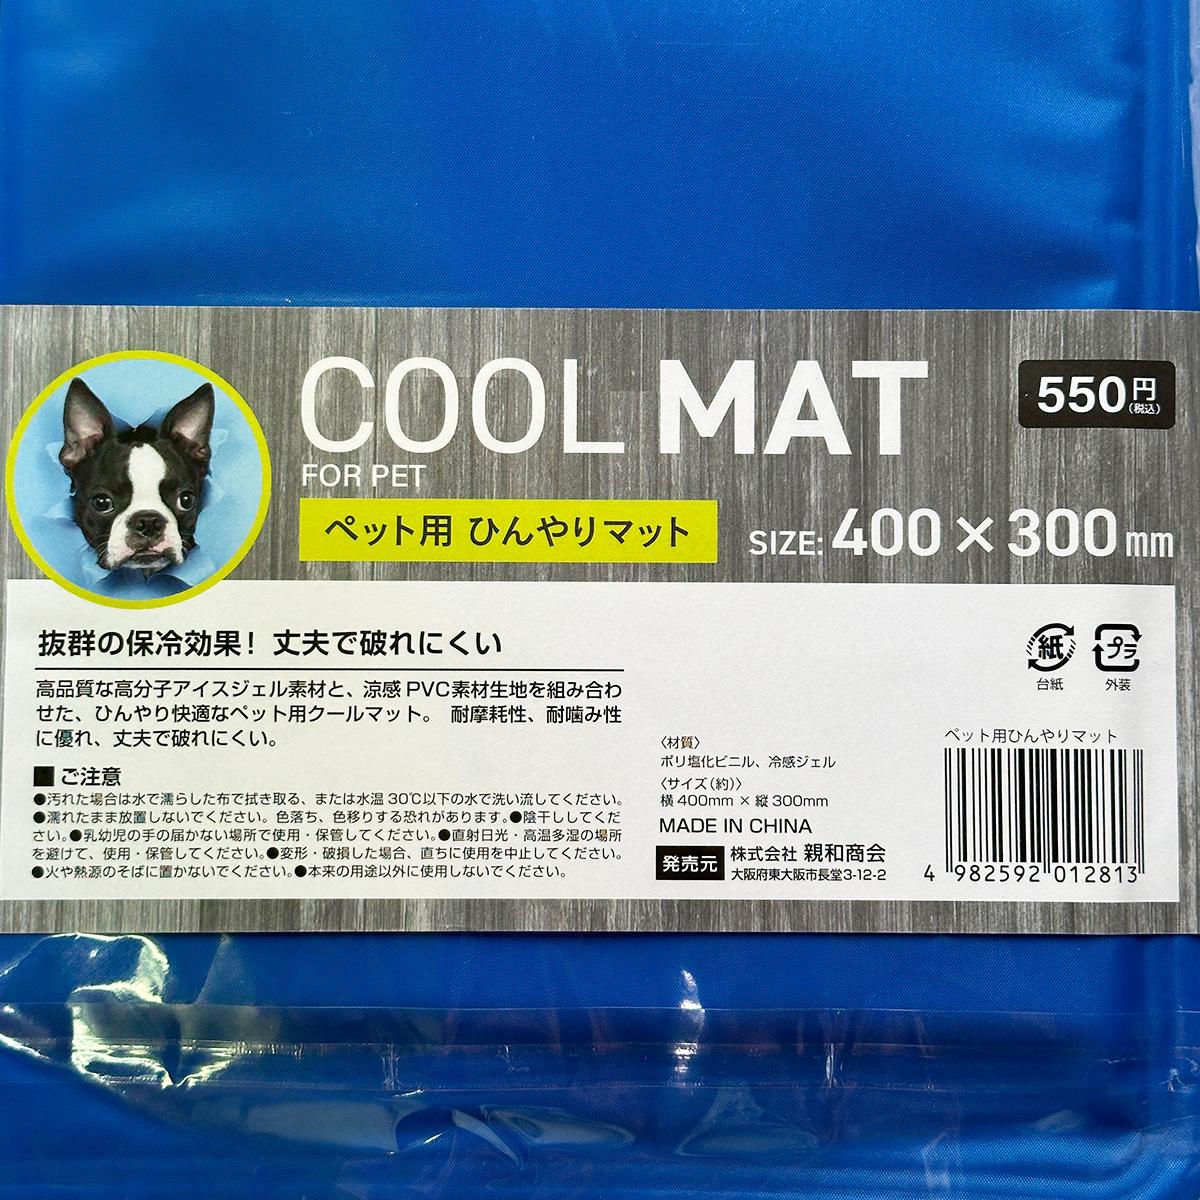 COOL MAT
FOR PET
550円
(税込)
ペット用 ひんやりマット
SIZE: 400×300mm
抜群の保冷効果! 丈夫で破れにくい
高品質な高分子アイスジェル素材と、涼感PVC素材生地を組み合わ
せた、ひんやり快適なペット用クールマット。 耐摩耗性、耐噛み性
に優れ、丈夫で破れにくい。
■ご注意
●汚れた場合は水で濡らした布で拭き取る、または水温30℃以下の水で洗い流してください。
●濡れたまま放置しないでください。色落ち、色移りする恐れがあります。●陰干ししてくだ
さい。●乳幼児の手の届かない場所で使用・保管してください。●直射日光・高温多湿の場所
を避けて、使用・保管してください。●変形・破損した場合、直ちに使用を中止してください。
●火や熱源のそばに置かないでください。●本来の用途以外に使用しないでください。
紙
台紙
プラ
外装
〈材質〉
ポリ塩化ビニル、冷感ジェル
〈サイズ(約)〉
横400mm×縦300mm
MADE IN CHINA
発売元 株式会社 親和商会
大阪府東大阪市長堂3-12-2
ペット用ひんやりマット
4 982592 012813